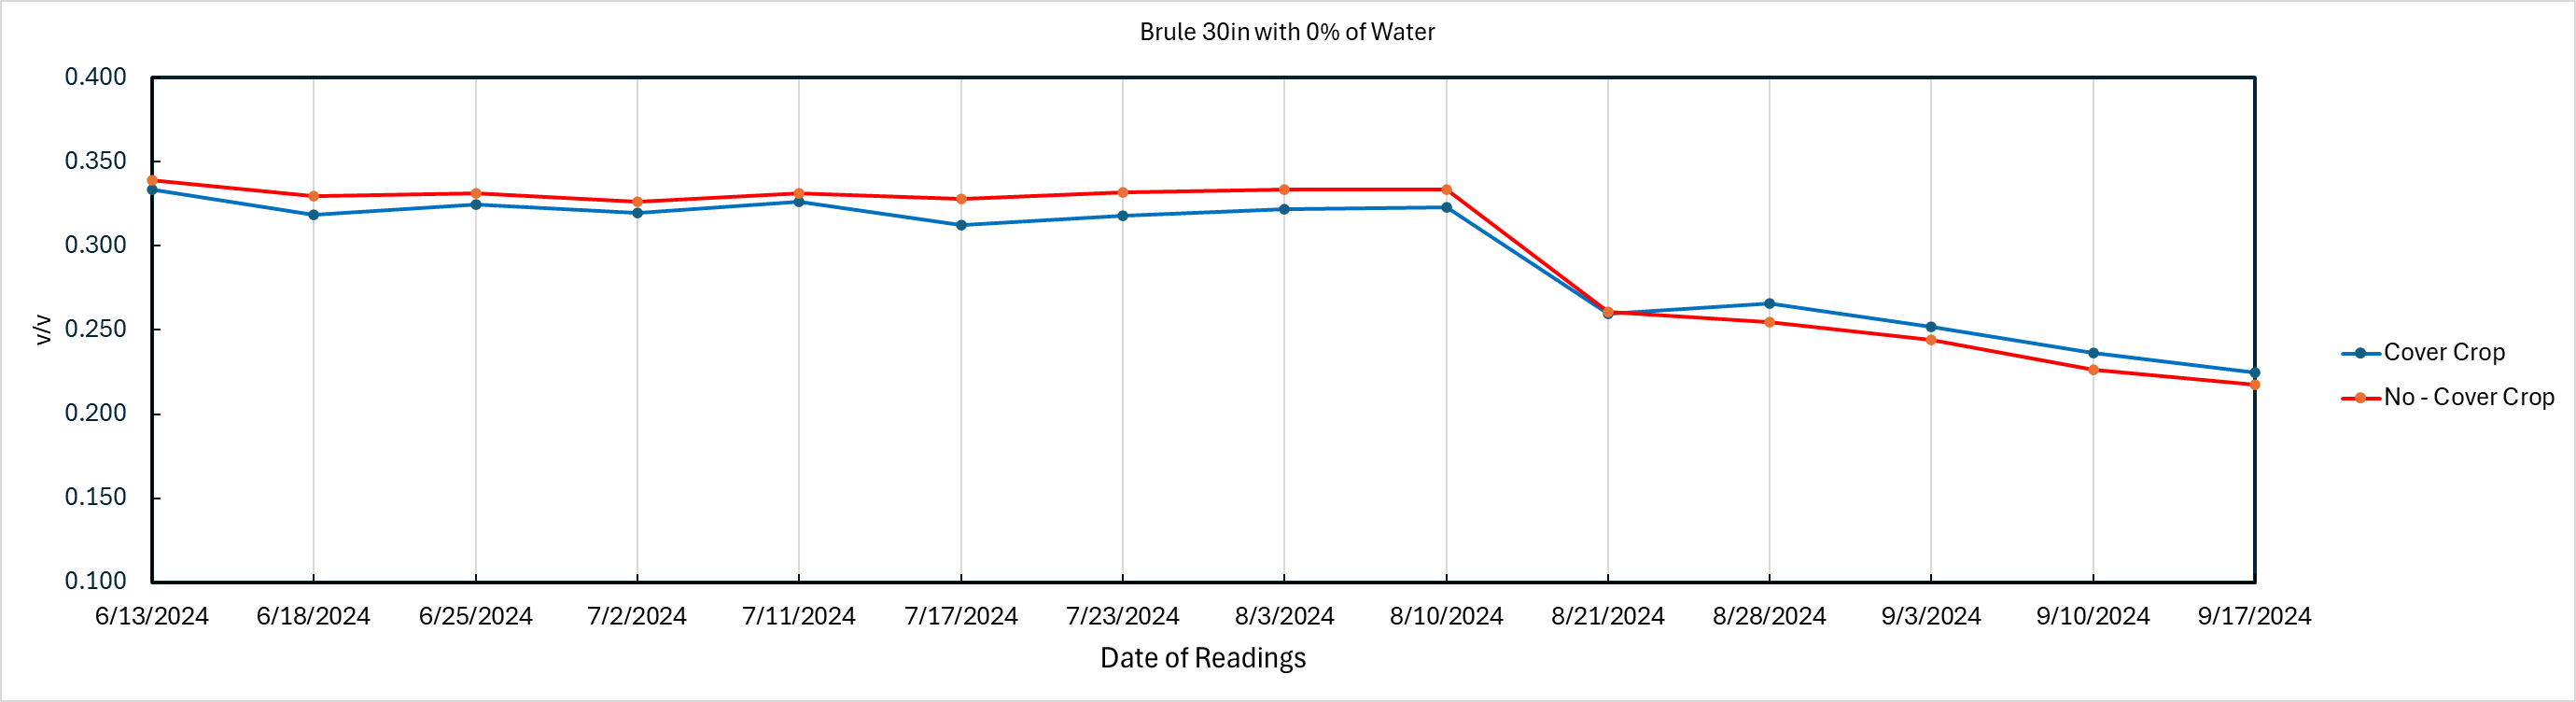 Brule 30in with 0% of Water
0.400
0.350
0.300
0.250
0.200
0.150
0.100
v/v
6/13/2024 6/18/2024 6/25/2024 7/2/2024 7/11/2024 7/17/2024 7/23/2024 8/3/2024 8/10/2024 8/21/2024 8/28/2024 9/3/2024 9/10/2024 9/17/2024
Date of Readings
Cover Crop
No - Cover Crop